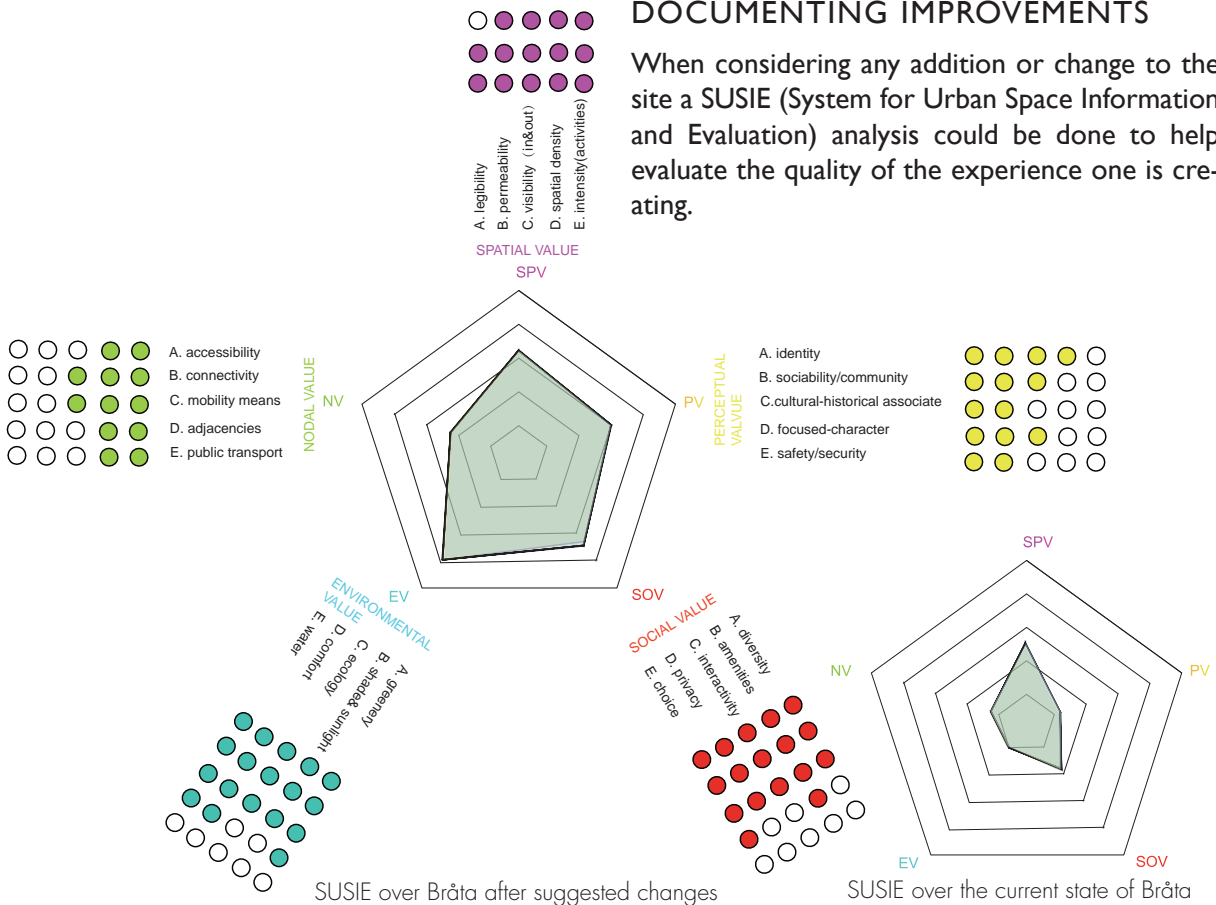 DOCUMENTING IMPROVEMENTS
When considering any addition or change to the
site a SUSIE (System for Urban Space Information
and Evaluation) analysis could be done to help
evaluate the quality of the experience one is cre-
ating.
A. legibility
B. permeability
C. visibility (in&out)
D. spatial density
E. intensity(activities)
SPATIAL VALUE
SPV
A. accessibility
B. connectivity
C. mobility means
D. adjacencies
E. public transport
NODAL VALUE
NV
PV
PERCEPTUAL
VALVUE
A. identity
B. sociability/community
C.cultural-historical associate
D. focused-character
E. safety/security
EV
ENVIRONMENTAL
VALUE
A. greenery
B. shade& sunlight
C. ecology
D. comfort
E. water
SOV
SOCIAL VALUE
A. diversity
B. amenities
C. interactivity
D. privacy
E. choice
SPV
NV
PV
EV
SOV
SUSIE over Bråta after suggested changes
SUSIE over the current state of Bråta